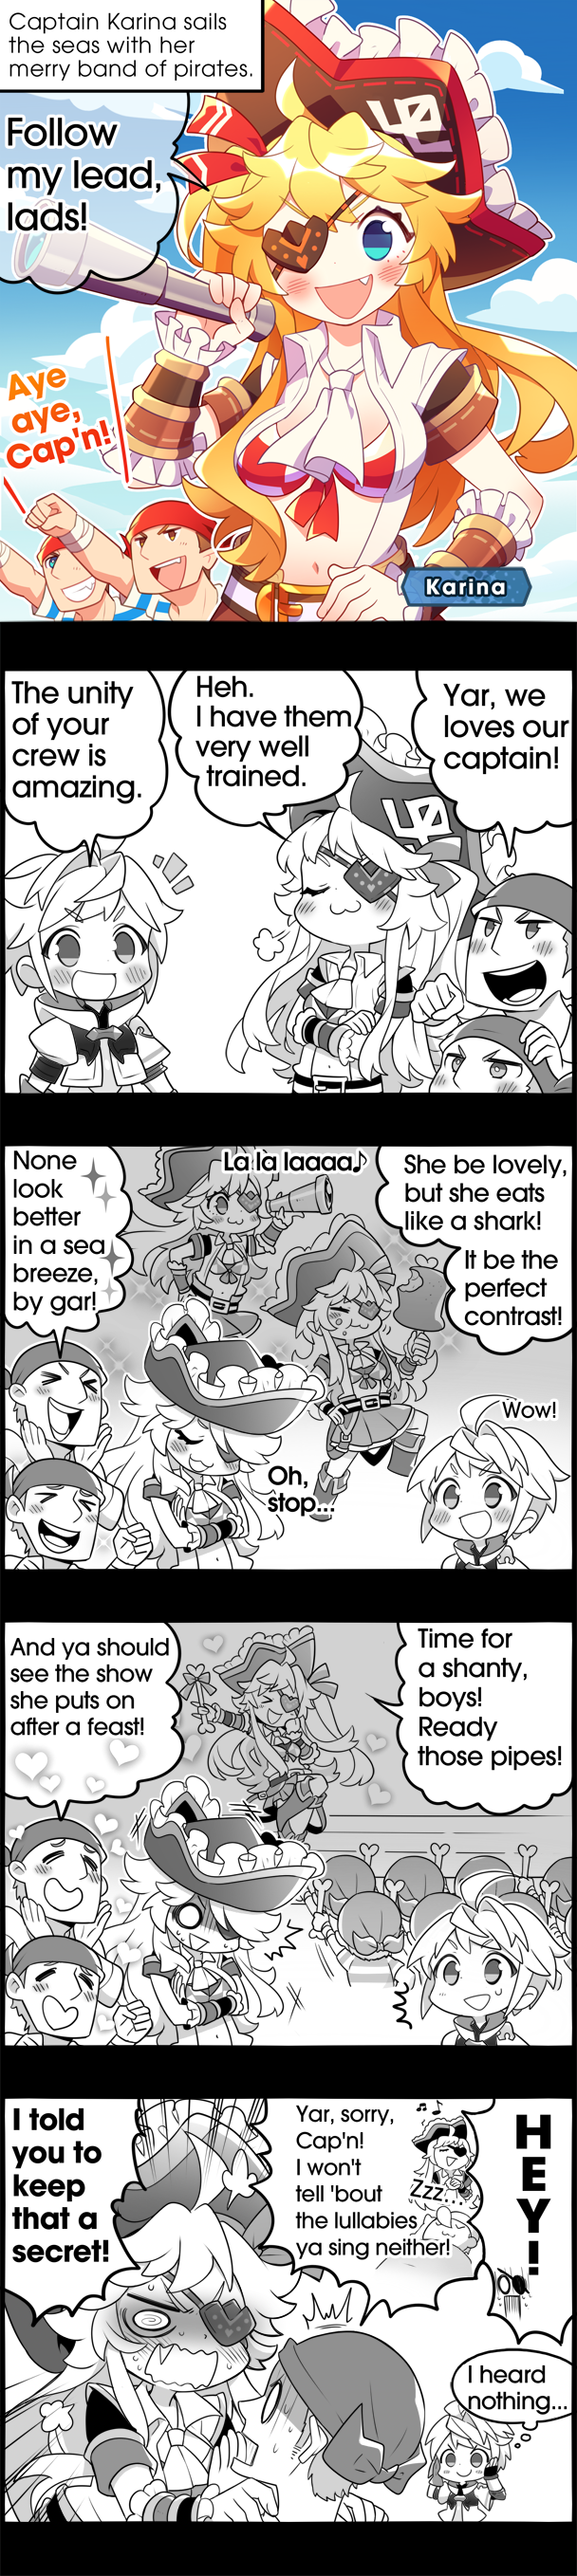 Captain Karina sails
the seas with her
merry band of pirates.
Follow
my lead,
lads!
Aye
aye,
Cap'n!
Karina
The unity
of your
crew is
amazing.
Heh.
I have them
very well
trained.
Yar, we
loves our
captain!
None
look
better
in a sea
breeze,
by gar!
La la laaaa♪
She be lovely,
but she eats
like a shark!
It be the
perfect
contrast!
Oh,
stop...
Wow!
And ya should
see the show
she puts on
after a feast!
Time for
a shanty,
boys!
Ready
those pipes!
I told
you to
keep
that a
secret!
Yar, sorry,
Cap'n!
I won't
tell 'bout
the lullabies
ya sing neither!
Zzz...
HEY!
I heard
nothing...